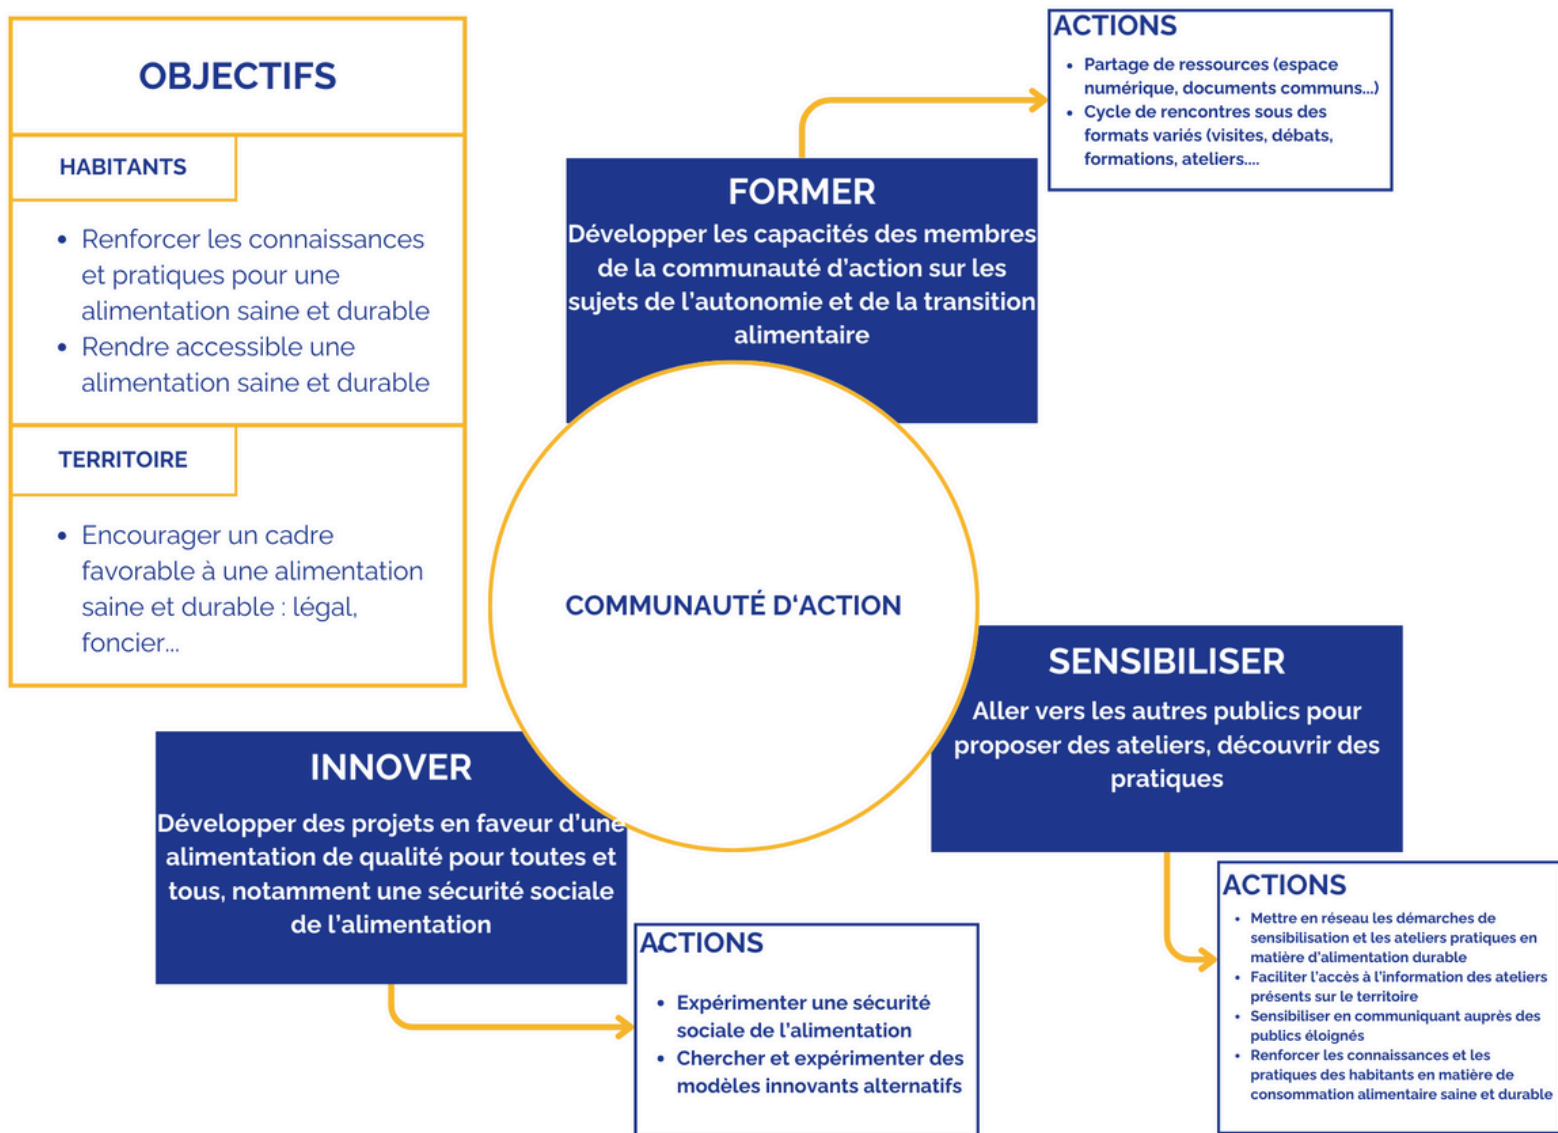 OBJECTIFS
HABITANTS
• Renforcer les connaissances
et pratiques pour une
alimentation saine et durable
• Rendre accessible une
alimentation saine et durable
TERRITOIRE
• Encourager un cadre
favorable à une alimentation
saine et durable : légal,
foncier...
ACTIONS
• Partage de ressources (espace
numérique, documents communs...)
• Cycle de rencontres sous des
formats variés (visites, débats,
formations, ateliers....
FORMER
Développer les capacités des membres
de la communauté d'action sur les
sujets de l'autonomie et de la transition
alimentaire
COMMUNAUTÉ D'ACTION
SENSIBILISER
Aller vers les autres publics pour
proposer des ateliers, découvrir des
pratiques
ACTIONS
• Mettre en réseau les démarches de
sensibilisation et les ateliers pratiques en
matière d'alimentation durable
• Faciliter l'accès à l'information des ateliers
présents sur le territoire
• Sensibiliser en communiquant auprès des
publics éloignés
• Renforcer les connaissances et les
pratiques des habitants en matière de
consommation alimentaire saine et durable
INNOVER
Développer des projets en faveur d'une
alimentation de qualité pour toutes et
tous, notamment une sécurité sociale
de l'alimentation
ACTIONS
• Expérimenter une sécurité
sociale de l'alimentation
• Chercher et expérimenter des
modèles innovants alternatifs